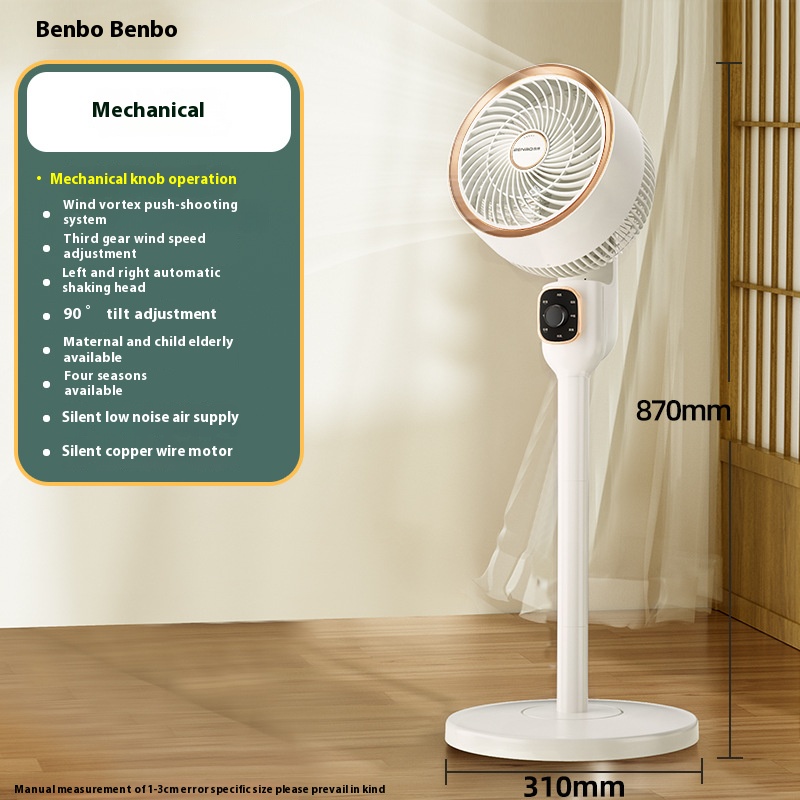 Benbo Benbo
Mechanical
• Mechanical knob operation
• Wind vortex push-shooting
system
• Third gear wind speed
adjustment
• Left and right automatic
shaking head
• 90° tilt adjustment
• Maternal and child elderly
available
• Four seasons
available
• Silent low noise air supply
• Silent copper wire motor
870mm
310mm
Manual measurement of 1-3cm error specific size please prevail in kind